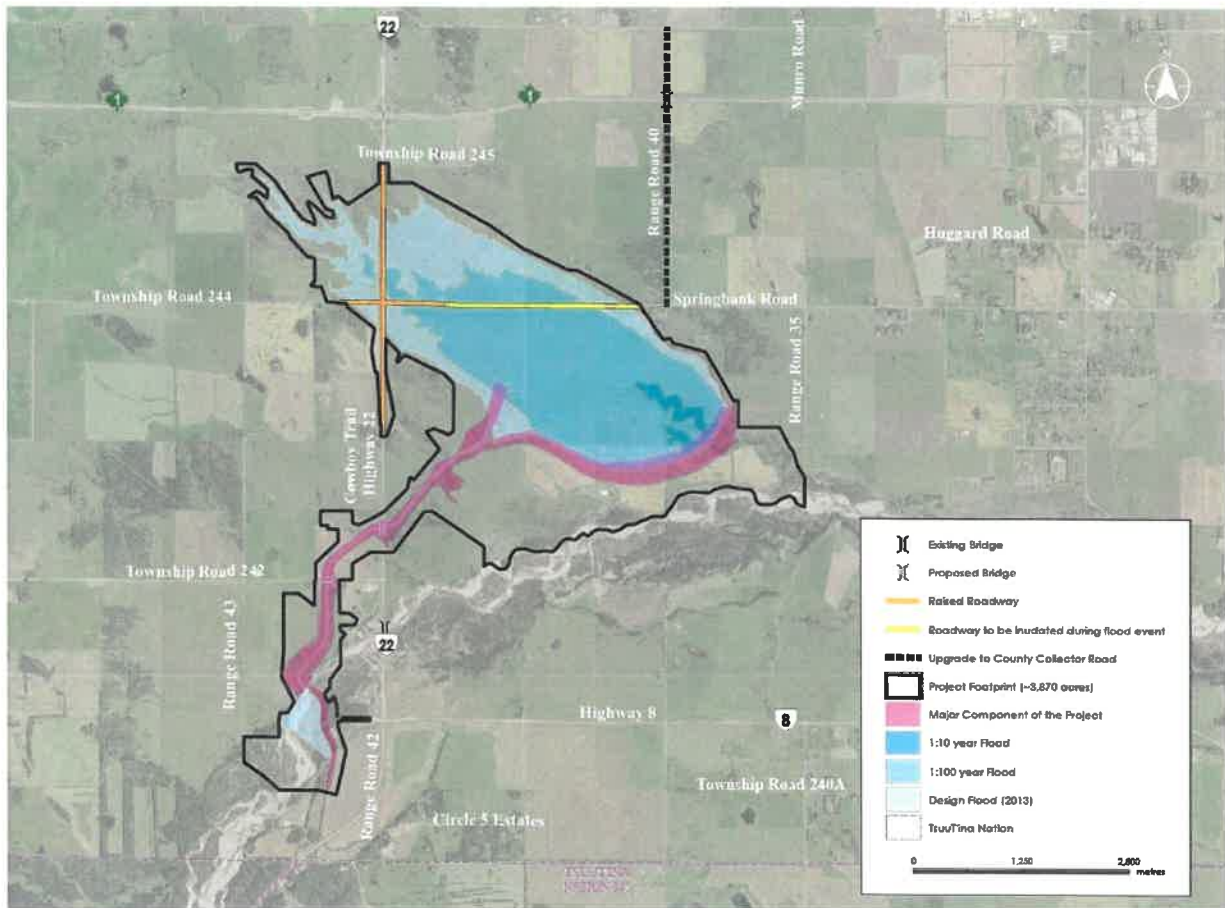 22
Munro Road
1
1
Township Road 245
Range Road 40
Huggard Road
Township Road 244
Springbank Road
Range Road 35
Cowboy Trail
Highway 22
Township Road 242
Range Road 43
22
Highway 8
8
Range Road 42
Township Road 240A
Circle 5 Estates
Existing Bridge
Proposed Bridge
Raised Roadway
Roadway to be inudated during flood event
Upgrade to County Collector Road
Project Footprint (~3,870 acres)
Major Component of the Project
1:10 year Flood
1:100 year Flood
Design Flood (2013)
TsuuT'ina Nation
0
1,250
metres